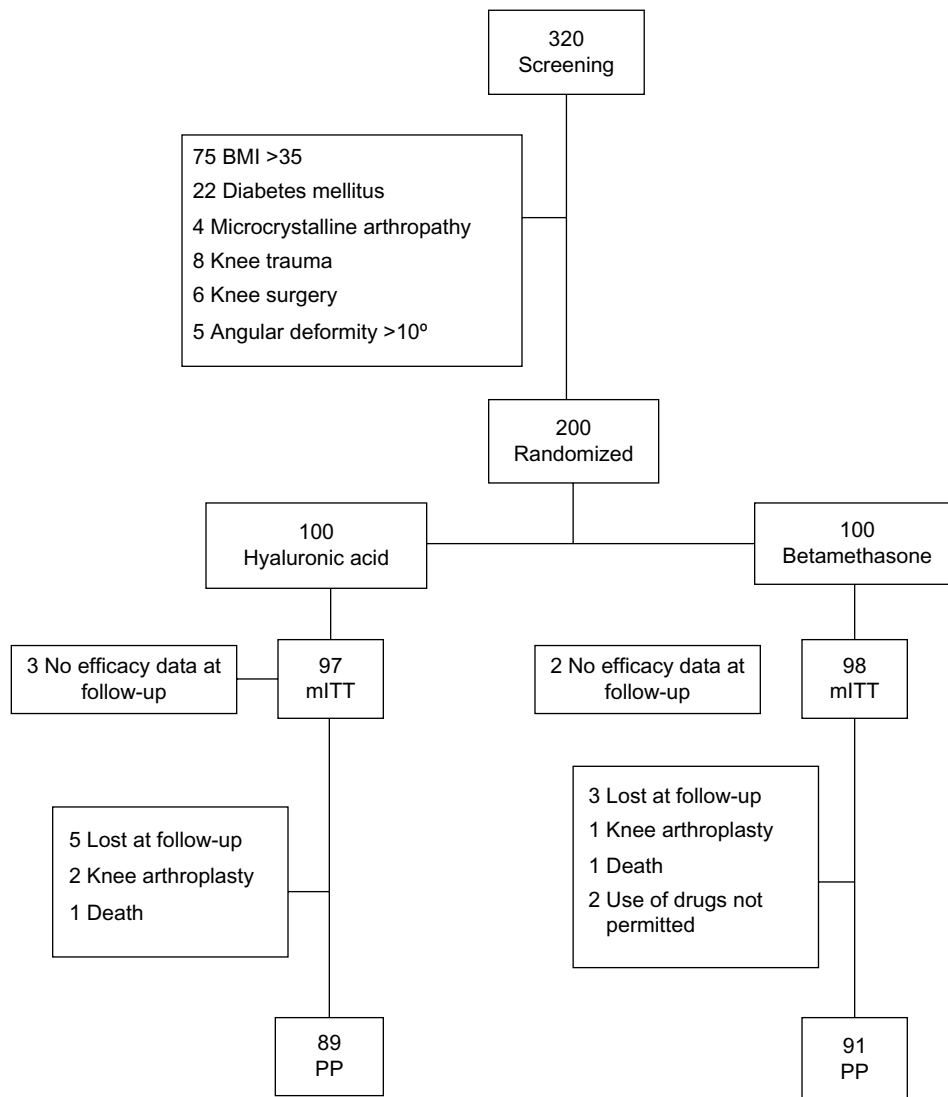 320
Screening
75 BMI >35
22 Diabetes mellitus
4 Microcrystalline arthropathy
8 Knee trauma
6 Knee surgery
5 Angular deformity >10º
200
Randomized
100
Hyaluronic acid
100
Betamethasone
3 No efficacy data at
follow-up
97
mITT
2 No efficacy data at
follow-up
98
mITT
5 Lost at follow-up
2 Knee arthroplasty
1 Death
3 Lost at follow-up
1 Knee arthroplasty
1 Death
2 Use of drugs not
permitted
89
PP
91
PP